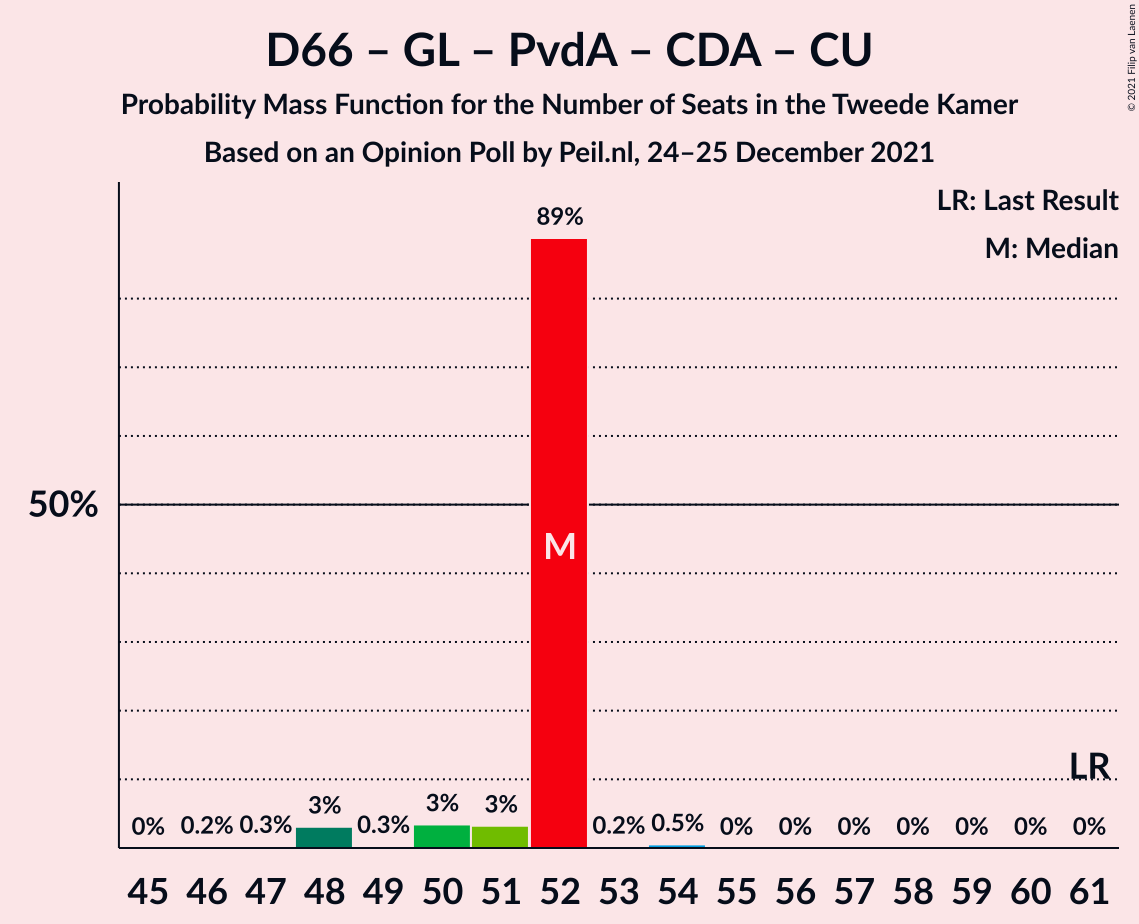 D66 – GL – PvdA – CDA – CU
Probability Mass Function for the Number of Seats in the Tweede Kamer
Based on an Opinion Poll by Peil.nl, 24–25 December 2021
© 2021 Filip van Laenen
LR: Last Result
M: Median
89%
50%
M
LR
0% 0.2% 0.3% 3% 0.3% 3% 3% 0.2% 0.5% 0% 0% 0% 0% 0% 0% 0%
45 46 47 48 49 50 51 52 53 54 55 56 57 58 59 60 61